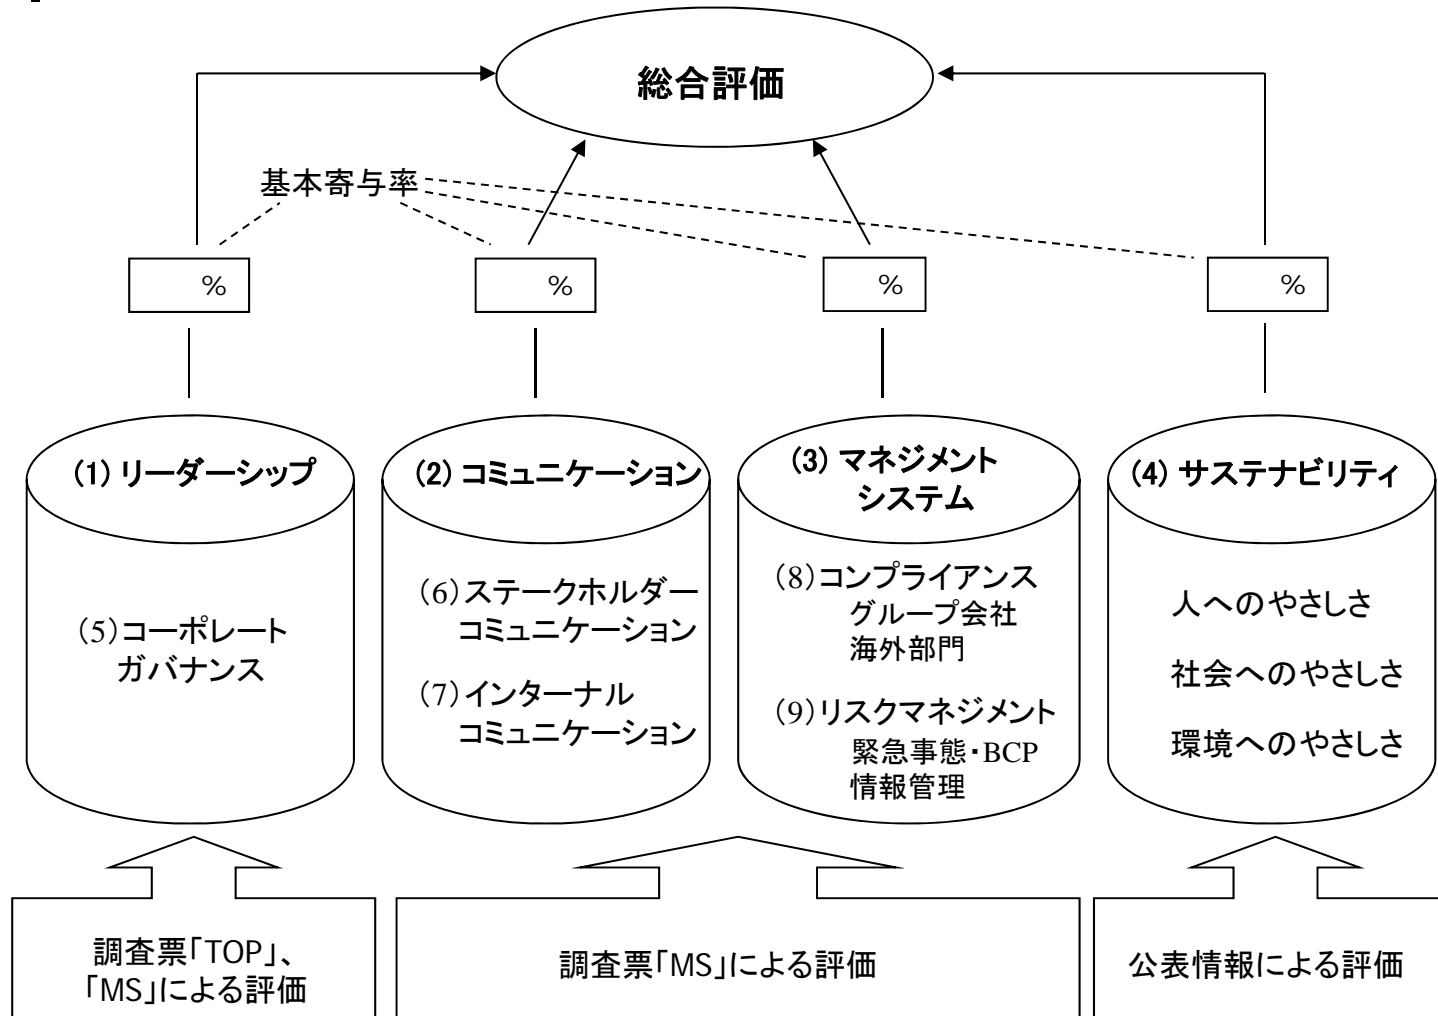 総合評価
基本寄与率
%
%
%
%
(1) リーダーシップ
(5)コーポレート
ガバナンス
(2) コミュニケーション
(6)ステークホルダー
コミュニケーション
(7)インターナル
コミュニケーション
(3) マネジメント
システム
(8)コンプライアンス
グループ会社
海外部門
(9)リスクマネジメント
緊急事態・BCP
情報管理
(4) サステナビリティ
人へのやさしさ
社会へのやさしさ
環境へのやさしさ
調査票「TOP」、
「MS」による評価
調査票「MS」による評価
公表情報による評価